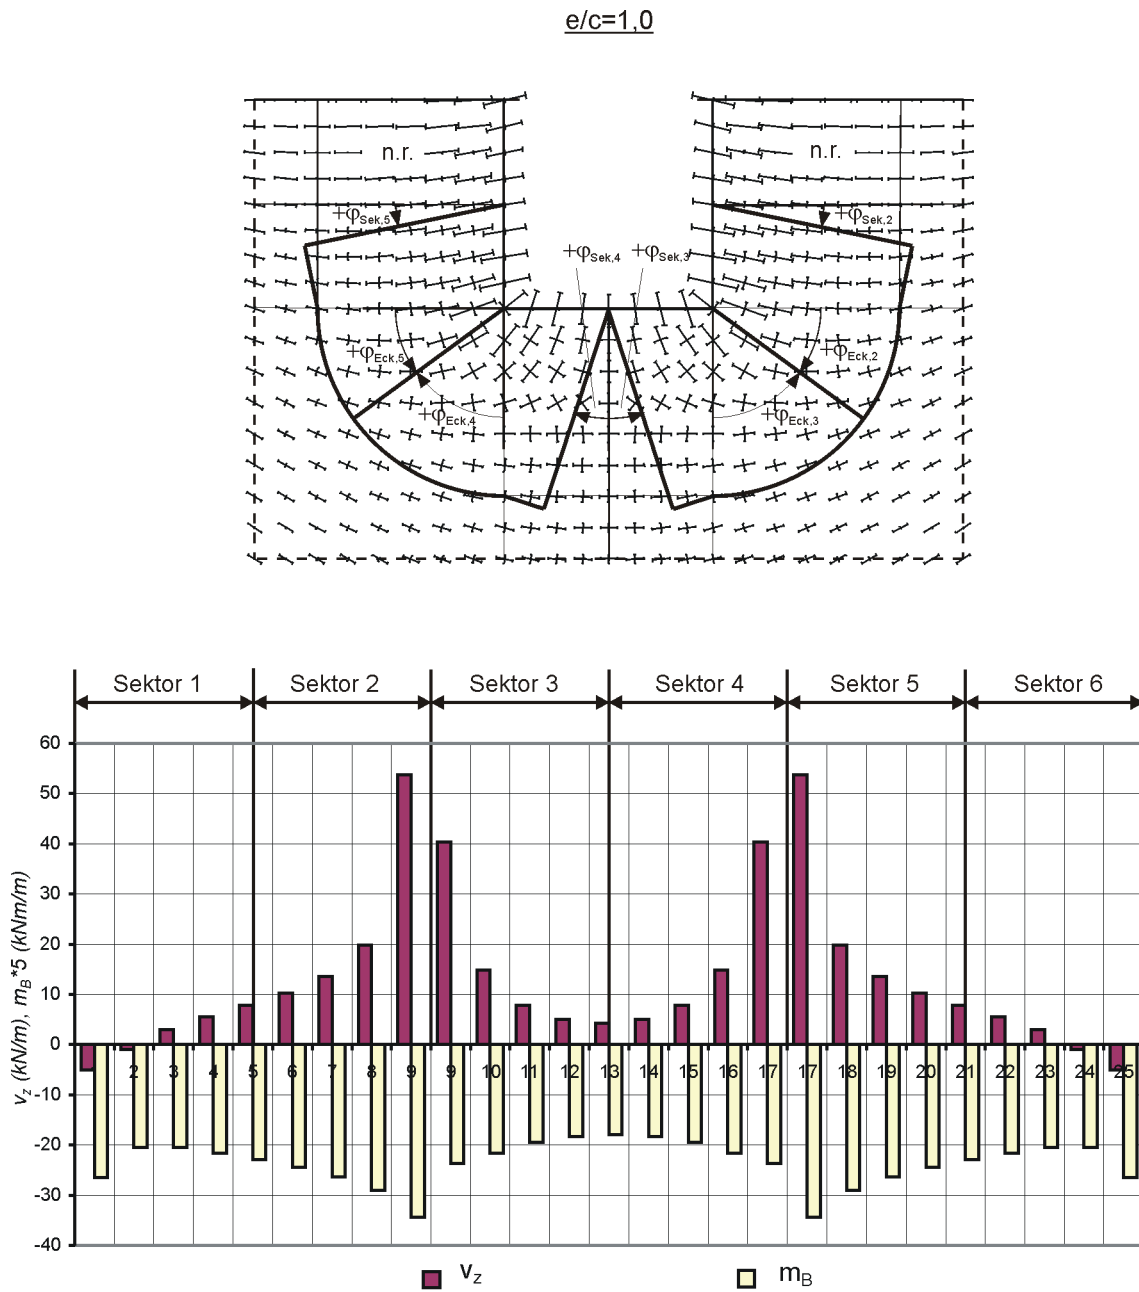 e/c=1,0
n.r. n.r.
+φSek,5 +φSek,2
+φSek,4 +φSek,3
+φEck,5 +φEck,2
+φEck,4 +φEck,3
Sektor 1 Sektor 2 Sektor 3 Sektor 4 Sektor 5 Sektor 6
60
50
40
30
20
10
0
-10
-20
-30
-40
vz (kN/m), mB*5 (kNm/m)
2 3 4 5 6 7 8 9 9 10 11 12 13 14 15 16 17 17 18 19 20 21 22 23 24 25
vz mB